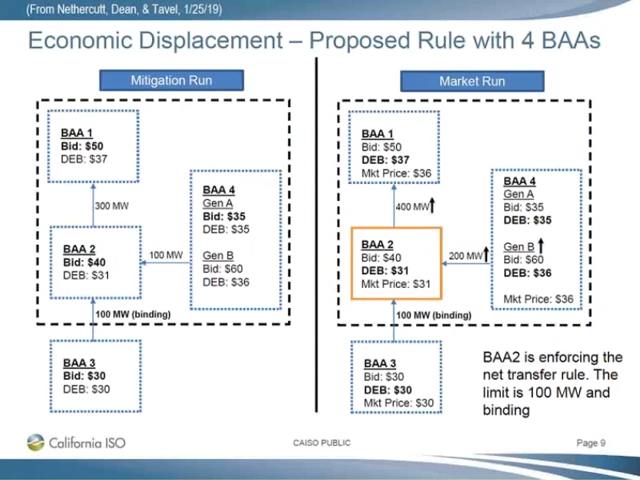 (From Nethercutt, Dean, & Tavel, 1/25/19)
Economic Displacement – Proposed Rule with 4 BAAs
Mitigation Run
BAA 1
Bid: $50
DEB: $37
300 MW
BAA 2
Bid: $40
DEB: $31
100 MW
BAA 4
Gen A
Bid: $35
DEB: $35
Gen B
Bid: $60
DEB: $36
100 MW (binding)
BAA 3
Bid: $30
DEB: $30
Market Run
BAA 1
Bid: $50
DEB: $37
Mkt Price: $36
400 MW
BAA 2
Bid: $40
DEB: $31
Mkt Price: $31
200 MW
BAA 4
Gen A
Bid: $35
DEB: $35
Gen B
Bid: $60
DEB: $36
Mkt Price: $36
100 MW (binding)
BAA 3
Bid: $30
DEB: $30
Mkt Price: $30
BAA2 is enforcing the
net transfer rule. The
limit is 100 MW and
binding
California ISO
CAISO PUBLIC
Page 9